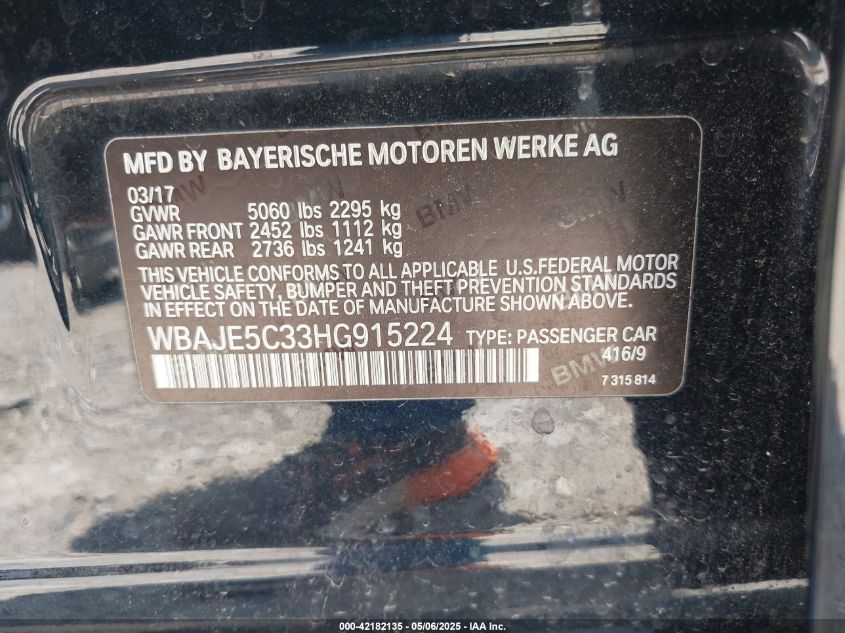 MFD BY BAYERISCHE MOTOREN WERKE AG
03/17
GVWR 5060 lbs 2295 kg
GAWR FRONT 2452 lbs 1112 kg
GAWR REAR 2736 lbs 1241 kg
THIS VEHICLE CONFORMS TO ALL APPLICABLE U.S.FEDERAL MOTOR
VEHICLE SAFETY, BUMPER AND THEFT PREVENTION STANDARDS
IN EFFECT ON THE DATE OF MANUFACTURE SHOWN ABOVE.
WBAJE5C33HG915224 TYPE: PASSENGER CAR
416/9
BMW
7 315 814
000-42182135 - 05/06/2025 - IAA Inc.